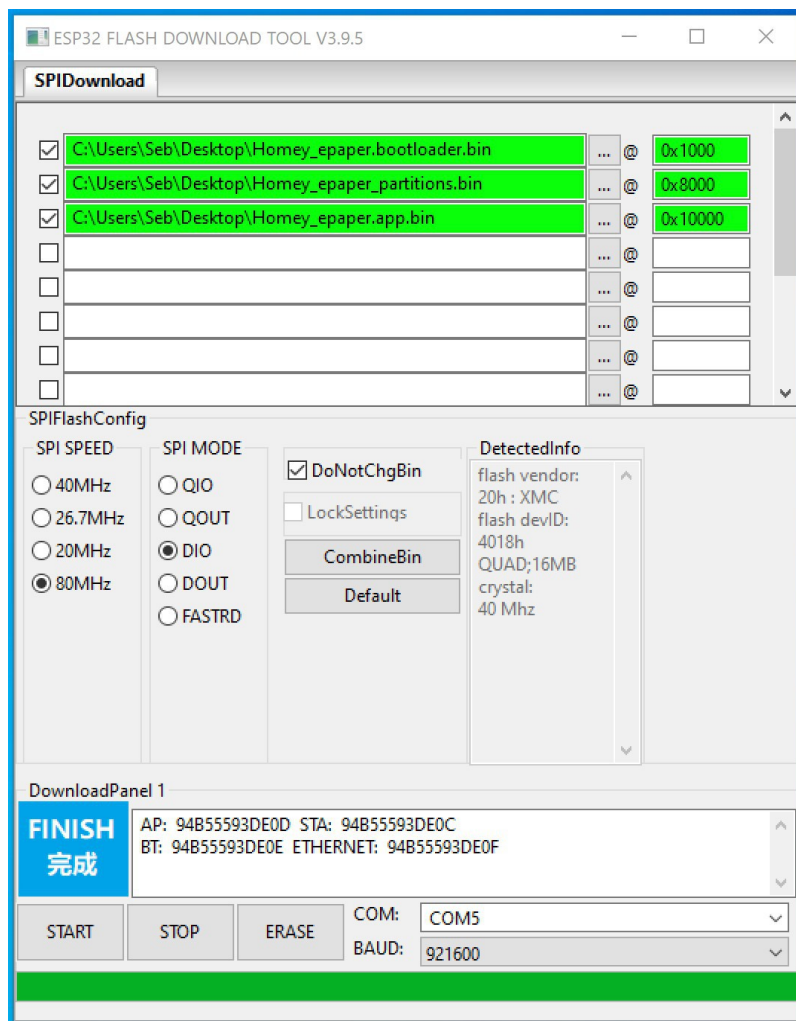 ESP32 FLASH DOWNLOAD TOOL V3.9.5
SPIDownload
C:\Users\Seb\Desktop\Homey_epaper.bootloader.bin ... @ 0x1000
C:\Users\Seb\Desktop\Homey_epaper_partitions.bin ... @ 0x8000
C:\Users\Seb\Desktop\Homey_epaper.app.bin ... @ 0x10000
... @
... @
... @
... @
... @
SPIFlashConfig
SPI SPEED
40MHz
26.7MHz
20MHz
80MHz
SPI MODE
QIO
QOUT
DIO
DOUT
FASTRD
DoNotChgBin
LockSettings
CombineBin
Default
DetectedInfo
flash vendor:
20h : XMC
flash devID:
4018h
QUAD;16MB
crystal:
40 Mhz
DownloadPanel 1
FINISH
完成
AP: 94B55593DE0D STA: 94B55593DE0C
BT: 94B55593DE0E ETHERNET: 94B55593DE0F
START STOP ERASE
COM: COM5
BAUD: 921600